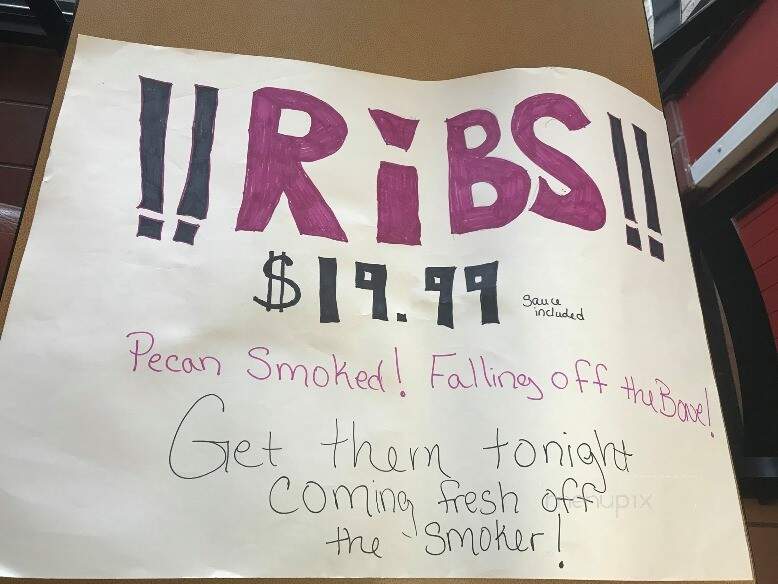 !!RiBS!!
$19.99 Sauce
included
Pecan Smoked! Falling off the Bone!
Get them tonight
coming fresh off
the smoker!
menupix